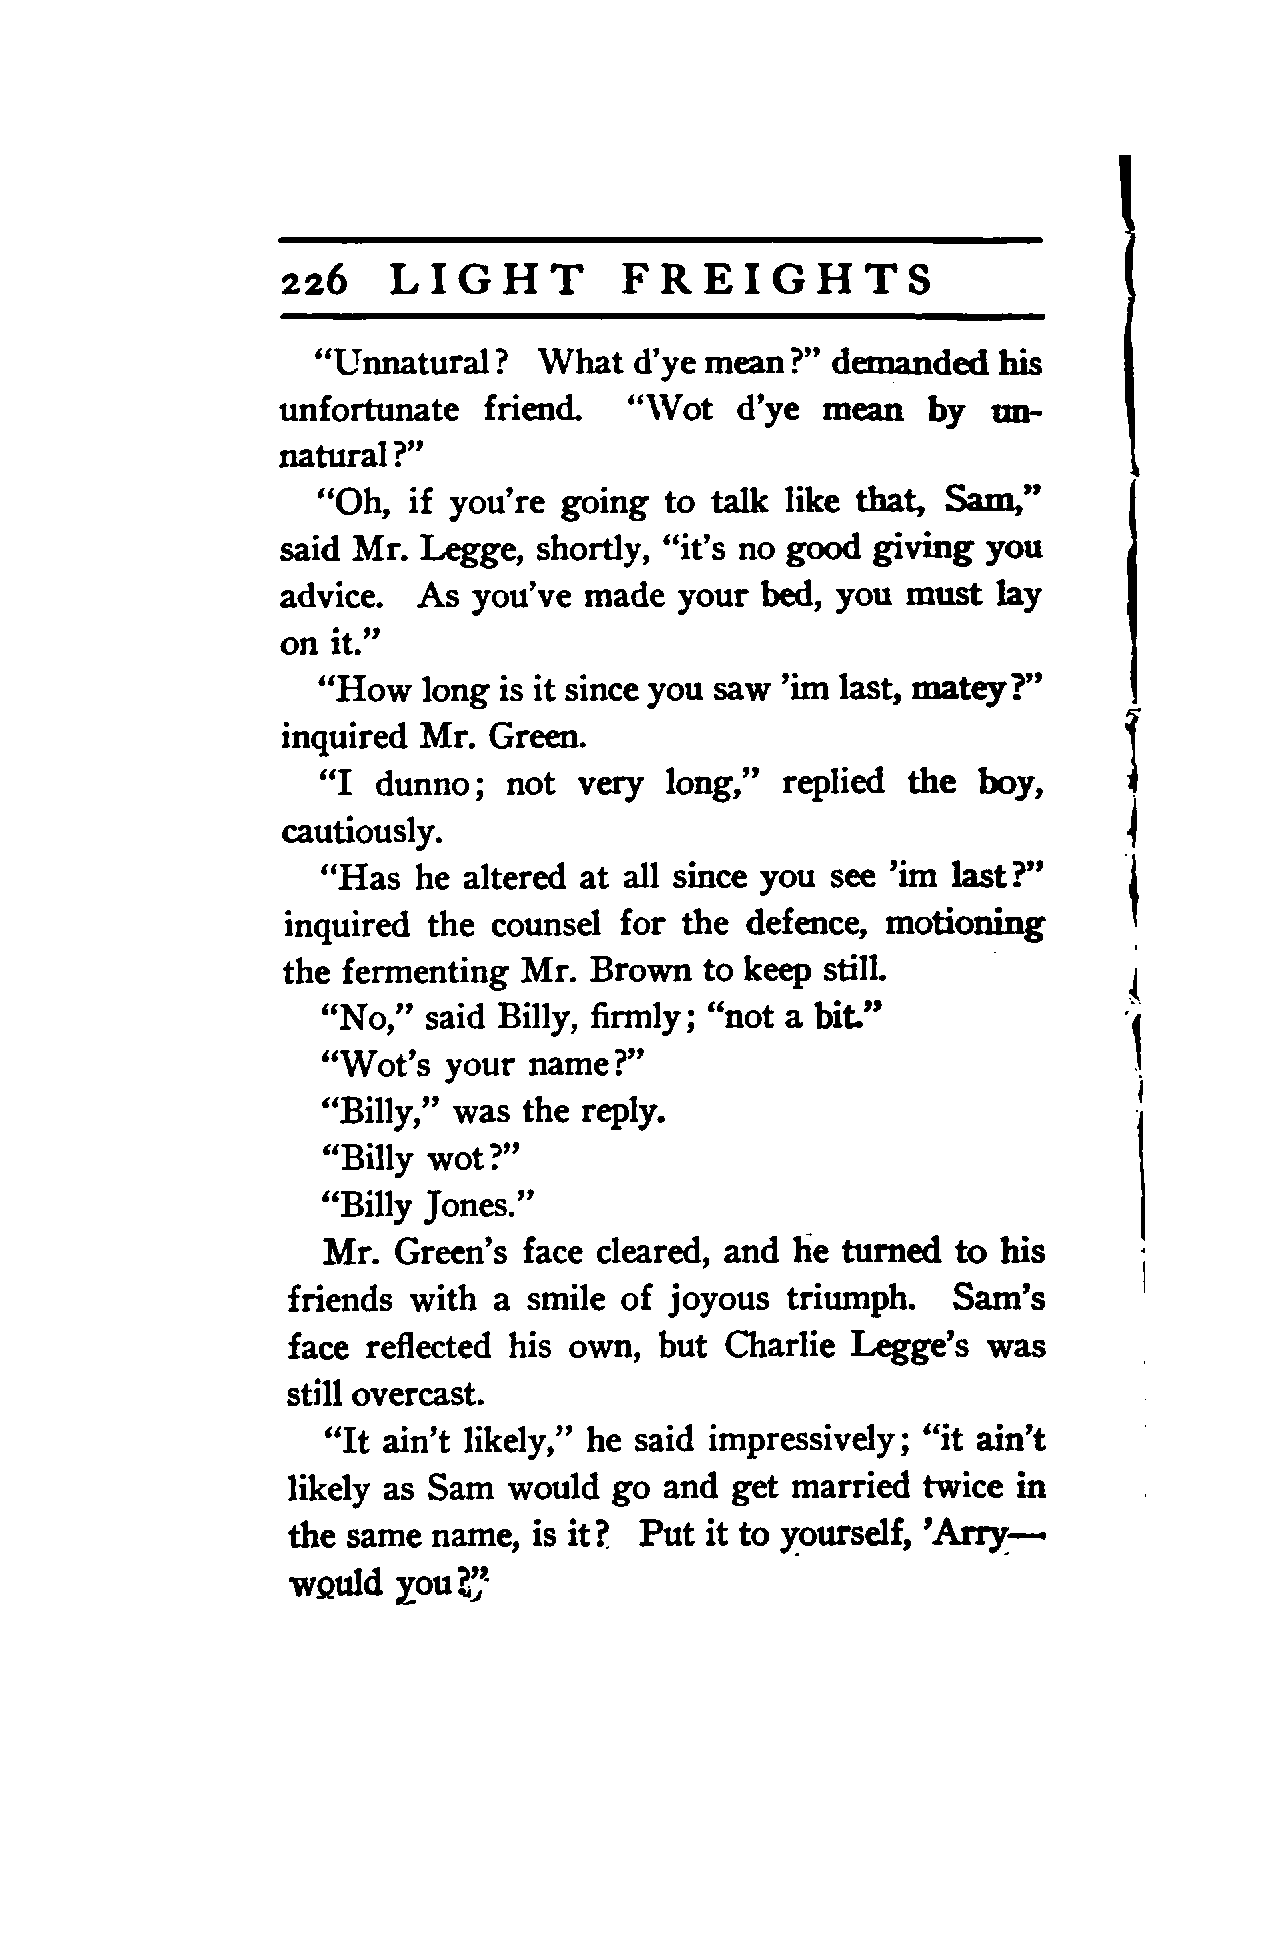 226 LIGHT FREIGHTS
“Unnatural? What d’ye mean?” demanded his
unfortunate friend. “Wot d’ye mean by un-
natural?”
“Oh, if you’re going to talk like that, Sam,”
said Mr. Legge, shortly, “it’s no good giving you
advice. As you’ve made your bed, you must lay
on it.”
“How long is it since you saw ’im last, matey?”
inquired Mr. Green.
“I dunno; not very long,” replied the boy,
cautiously.
“Has he altered at all since you see ’im last?”
inquired the counsel for the defence, motioning
the fermenting Mr. Brown to keep still.
“No,” said Billy, firmly; “not a bit.”
“Wot’s your name?”
“Billy,” was the reply.
“Billy wot?”
“Billy Jones.”
Mr. Green’s face cleared, and he turned to his
friends with a smile of joyous triumph. Sam’s
face reflected his own, but Charlie Legge’s was
still overcast.
“It ain’t likely,” he said impressively; “it ain’t
likely as Sam would go and get married twice in
the same name, is it? Put it to yourself, ’Arry—
would you?”